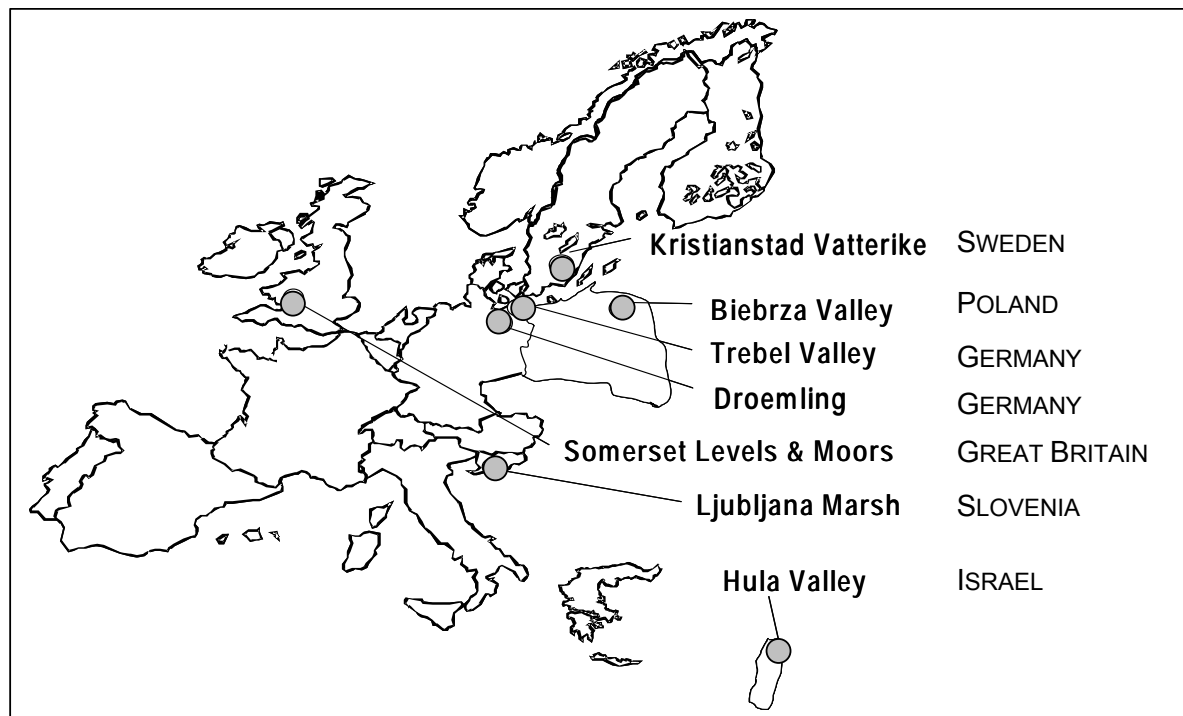 Kristianstad Vatterike SWEDEN
Biebrza Valley POLAND
Trebel Valley GERMANY
Droemling GERMANY
Somerset Levels & Moors GREAT BRITAIN
Ljubljana Marsh SLOVENIA
Hula Valley ISRAEL